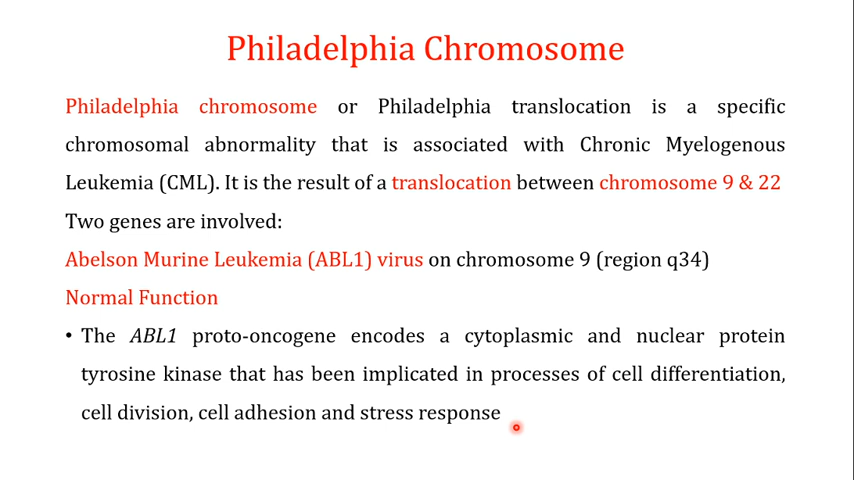 Philadelphia Chromosome
Philadelphia chromosome or Philadelphia translocation is a specific
chromosomal abnormality that is associated with Chronic Myelogenous
Leukemia (CML). It is the result of a translocation between chromosome 9 & 22
Two genes are involved:
Abelson Murine Leukemia (ABL1) virus on chromosome 9 (region q34)
Normal Function
• The ABL1 proto-oncogene encodes a cytoplasmic and nuclear protein
tyrosine kinase that has been implicated in processes of cell differentiation,
cell division, cell adhesion and stress response